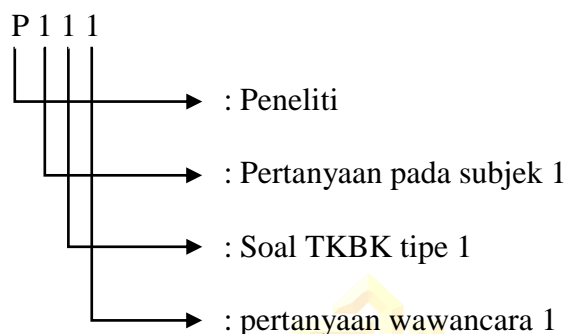 P 1 1 1
: Peneliti
: Pertanyaan pada subjek 1
: Soal TKBK tipe 1
: pertanyaan wawancara 1